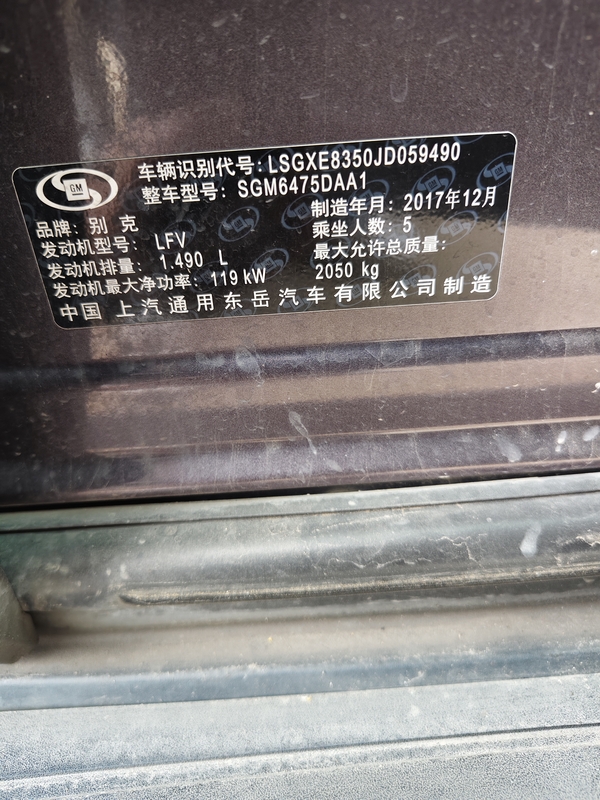 GM
车辆识别代号: LSGXE8350JD059490
整车型号: SGM6475DAA1
品牌: 别 克
制造年月: 2017年12月
发动机型号: LFV
乘坐人数: 5
发动机排量: 1.490 L
最大允许总质量:
发动机最大净功率: 119 kW
2050 kg
中国 上汽通用东岳汽车有限公司制造